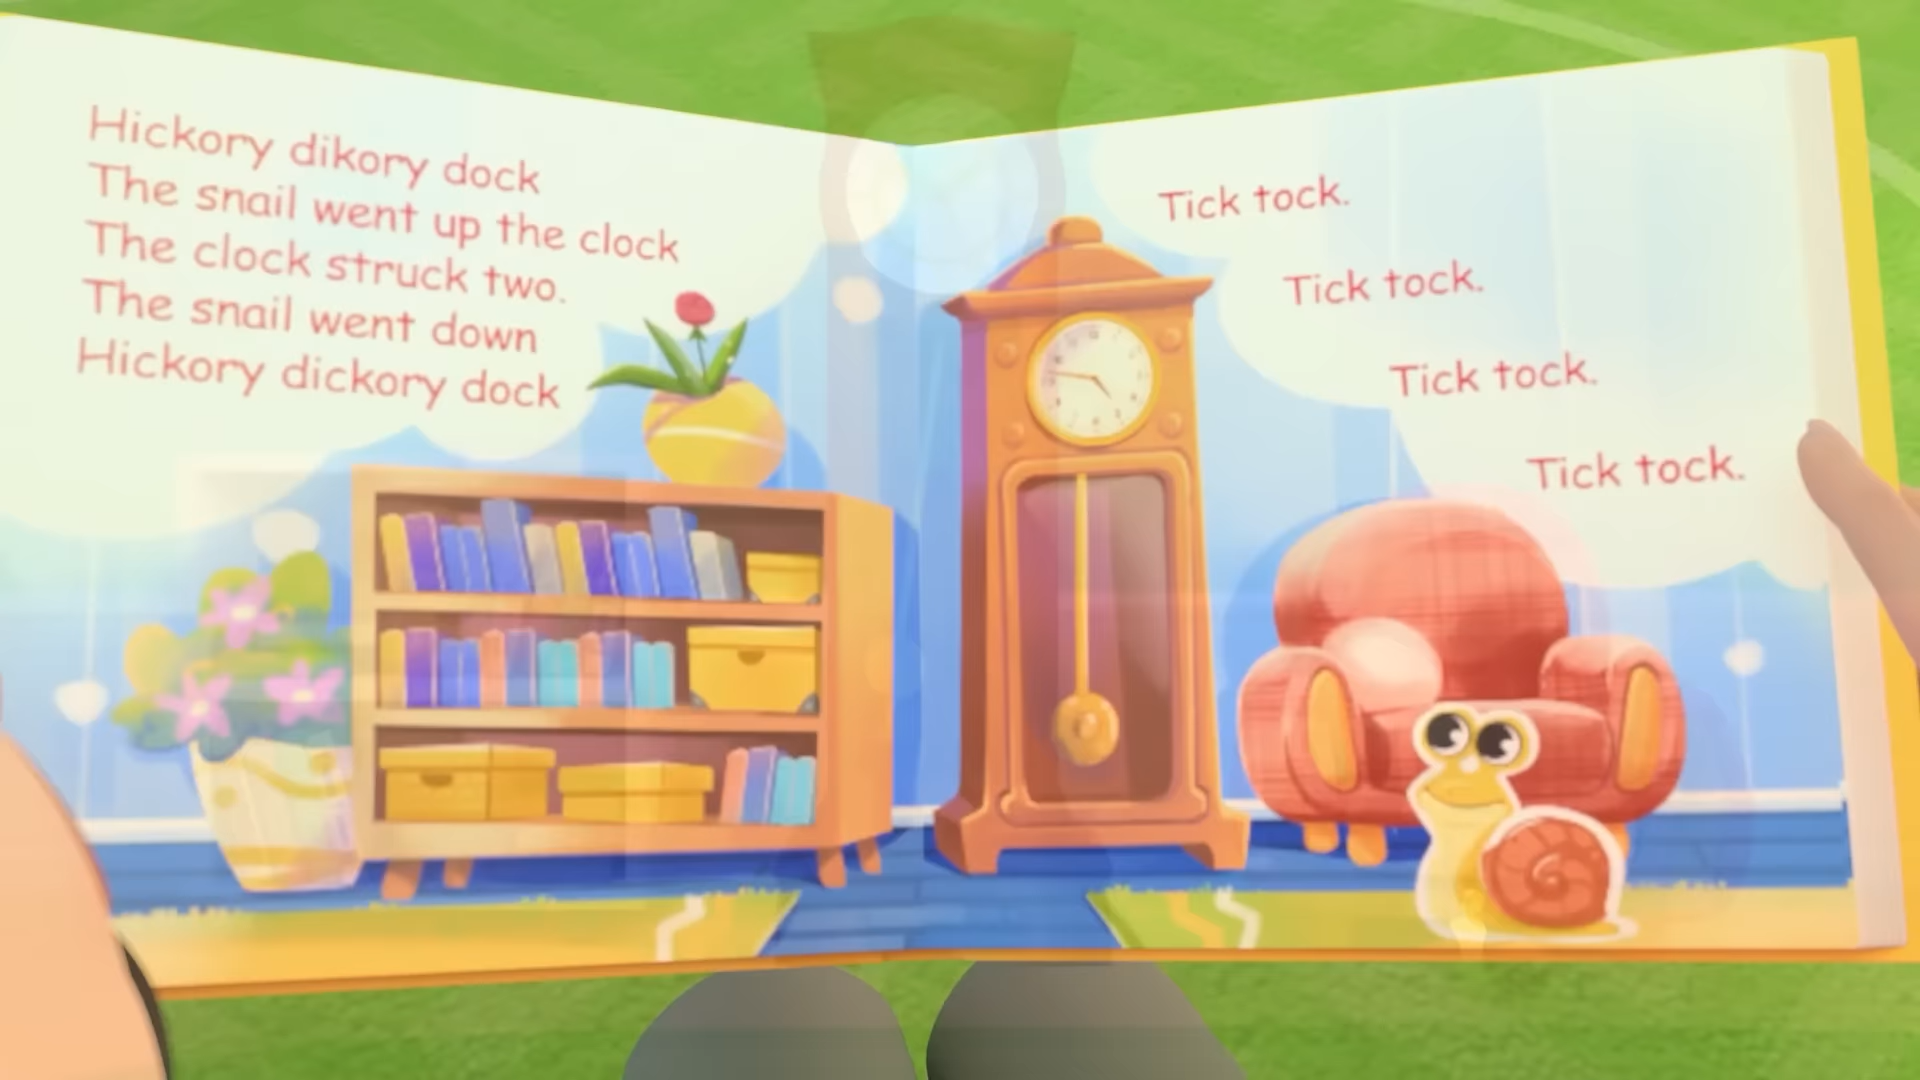 Hickory dikory dock
The snail went up the clock
The clock struck two.
The snail went down
Hickory dickory dock
Tick tock.
Tick tock.
Tick tock.
Tick tock.